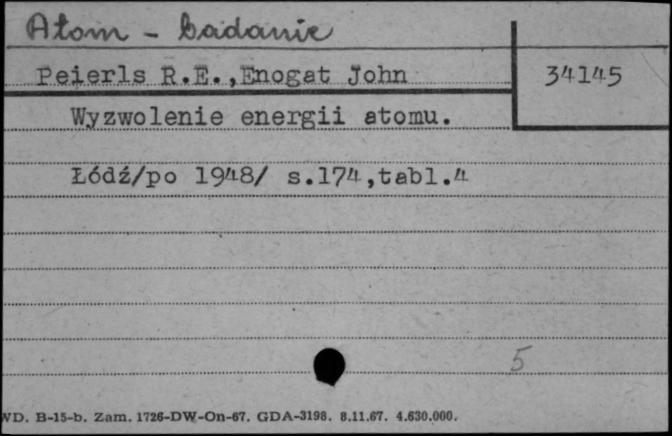 Atom - badanie
Peierls R.E.,Enogat John
34145
Wyzwolenie energii atomu.
Łódź/po 1948/ s.174,tabl.4
5
WD. B-15-b. Zam. 1726-DW-On-67. GDA-3198. 8.11.67. 4.630.000.